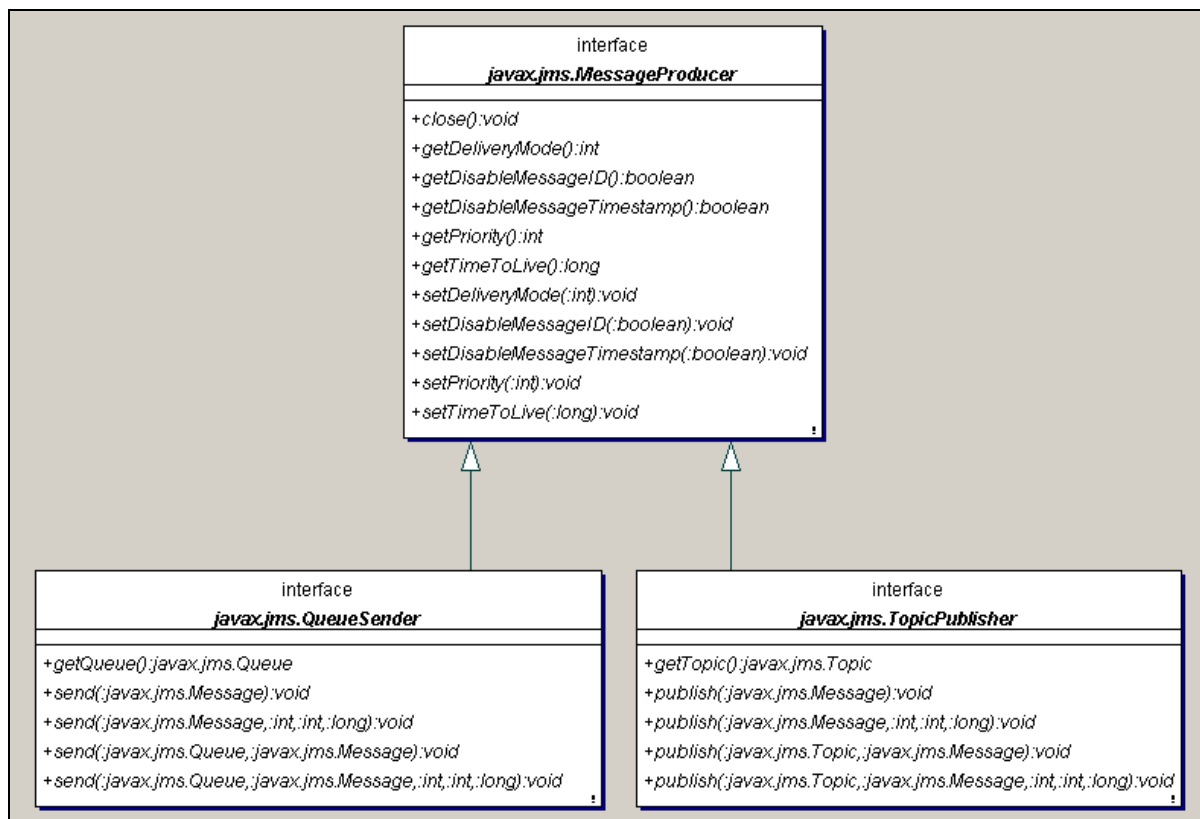 interface
javax.jms.MessageProducer
+close():void
+getDeliveryMode():int
+getDisableMessageID():boolean
+getDisableMessageTimestamp():boolean
+getPriority():int
+getTimeToLive():long
+setDeliveryMode(:int):void
+setDisableMessageID(:boolean):void
+setDisableMessageTimestamp(:boolean):void
+setPriority(:int):void
+setTimeToLive(:long):void
!
interface
javax.jms.QueueSender
+getQueue():javax.jms.Queue
+send(:javax.jms.Message):void
+send(:javax.jms.Message,:int,:int,:long):void
+send(:javax.jms.Queue,:javax.jms.Message):void
+send(:javax.jms.Queue,:javax.jms.Message,:int,:int,:long):void
!
interface
javax.jms.TopicPublisher
+getTopic():javax.jms.Topic
+publish(:javax.jms.Message):void
+publish(:javax.jms.Message,:int,:int,:long):void
+publish(:javax.jms.Topic,:javax.jms.Message):void
+publish(:javax.jms.Topic,:javax.jms.Message,:int,:int,:long):void
!